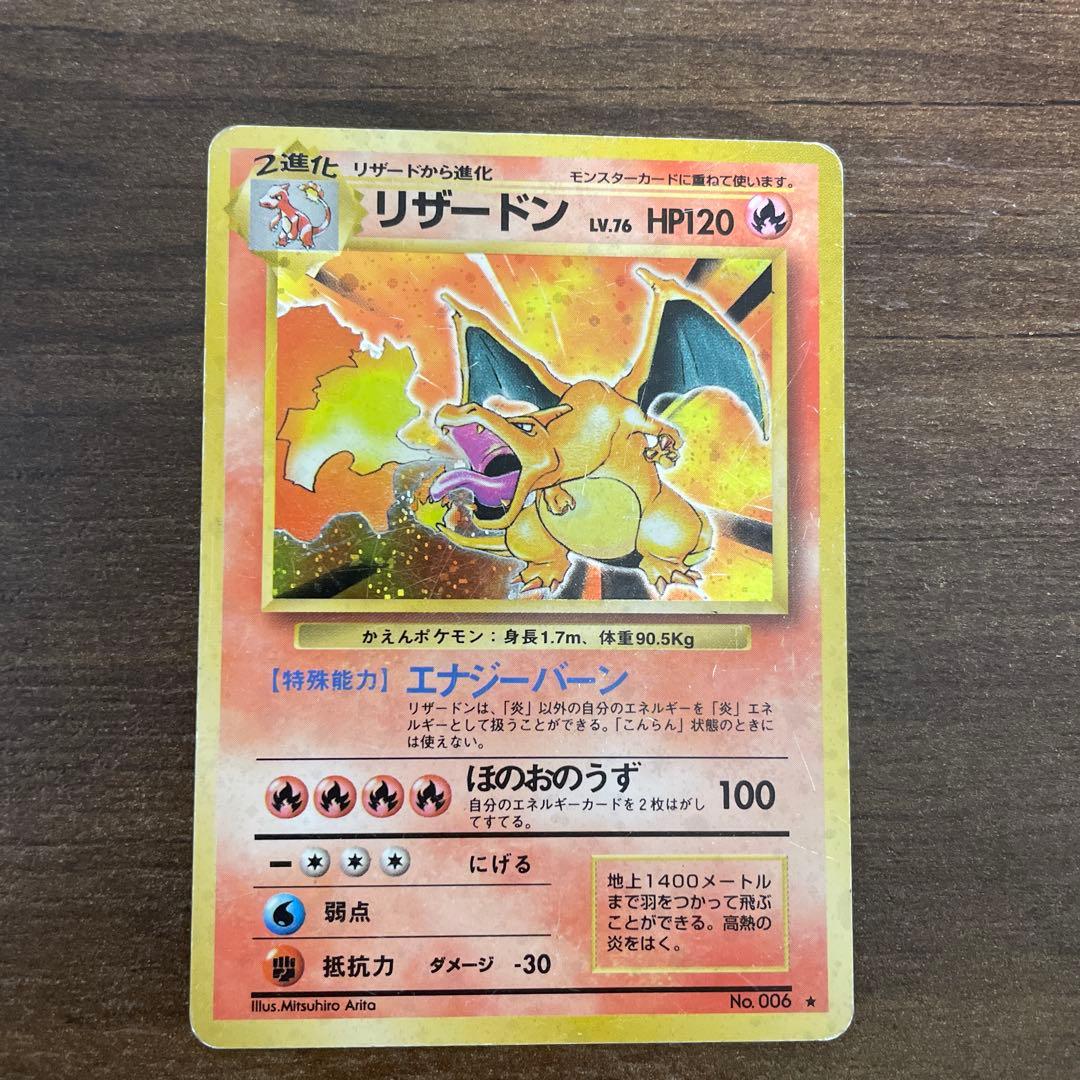 2進化 リザードから進化 モンスターカードに重ねて使います。
リザードン LV.76 HP120
かえんポケモン：身長1.7m、体重90.5Kg
【特殊能力】 エナジーバーン
リザードンは、「炎」以外の自分のエネルギーを「炎」エネ
ルギーとして扱うことができる。「こんらん」状態のときに
は使えない。
ほのおのうず 100
自分のエネルギーカードを2枚はがし
てすてる。
にげる
弱点
抵抗力 ダメージ -30
地上1400メートル
まで羽をつかって飛ぶ
ことができる。高熱の
炎をはく。
Illus.Mitsuhiro Arita No. 006 ★